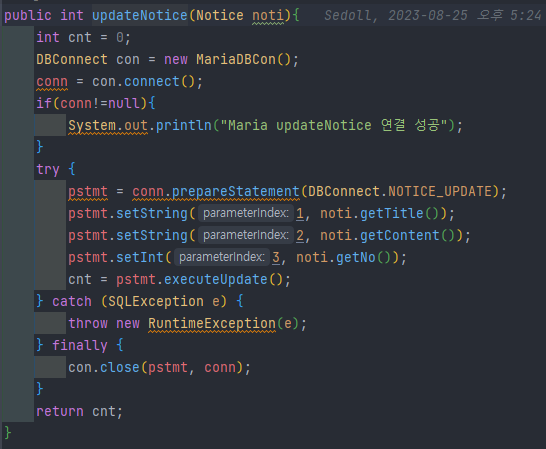 public int updateNotice(Notice noti){ Sedoll, 2023-08-25 오후 5:24
int cnt = 0;
DBConnect con = new MariaDBCon();
conn = con.connect();
if(conn!=null){
System.out.println("Maria updateNotice 연결 성공");
}
try {
pstmt = conn.prepareStatement(DBConnect.NOTICE_UPDATE);
pstmt.setString( parameterIndex: 1, noti.getTitle());
pstmt.setString( parameterIndex: 2, noti.getContent());
pstmt.setInt( parameterIndex: 3, noti.getNo());
cnt = pstmt.executeUpdate();
} catch (SQLException e) {
throw new RuntimeException(e);
} finally {
con.close(pstmt, conn);
}
return cnt;
}